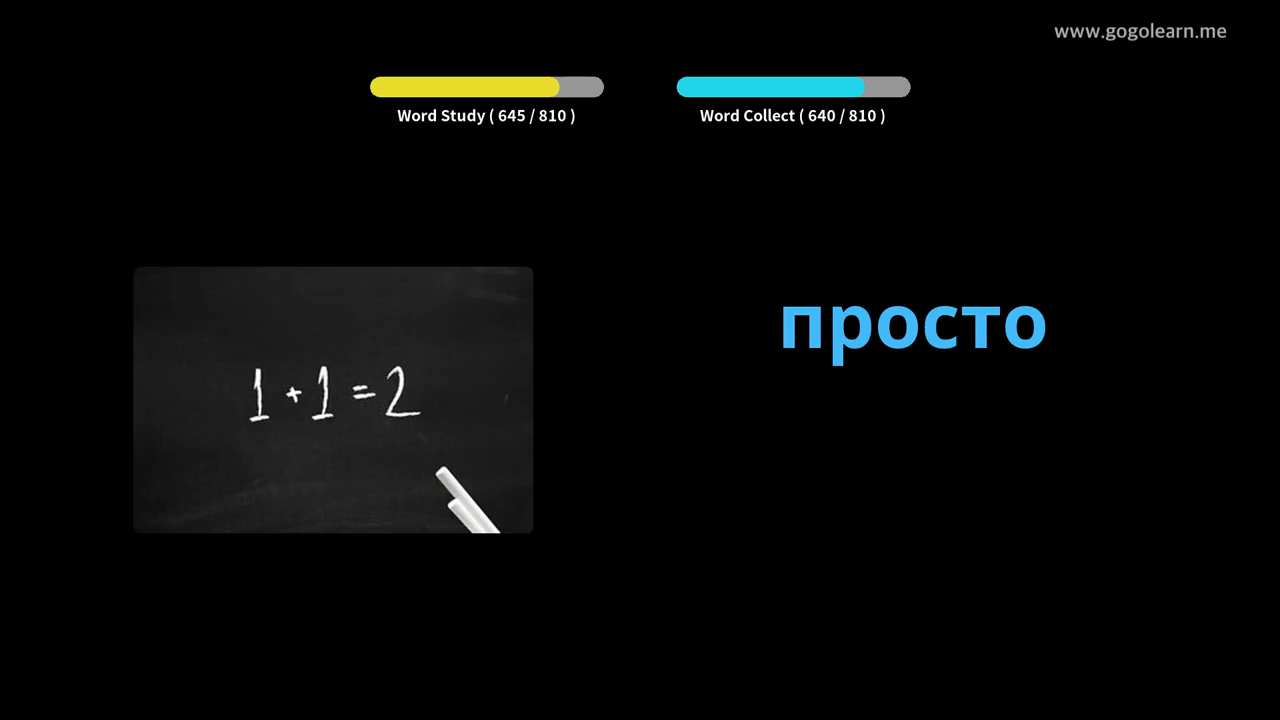 www.gogolearn.me
Word Study ( 645 / 810 )
Word Collect ( 640 / 810 )
1 + 1 = 2
просто